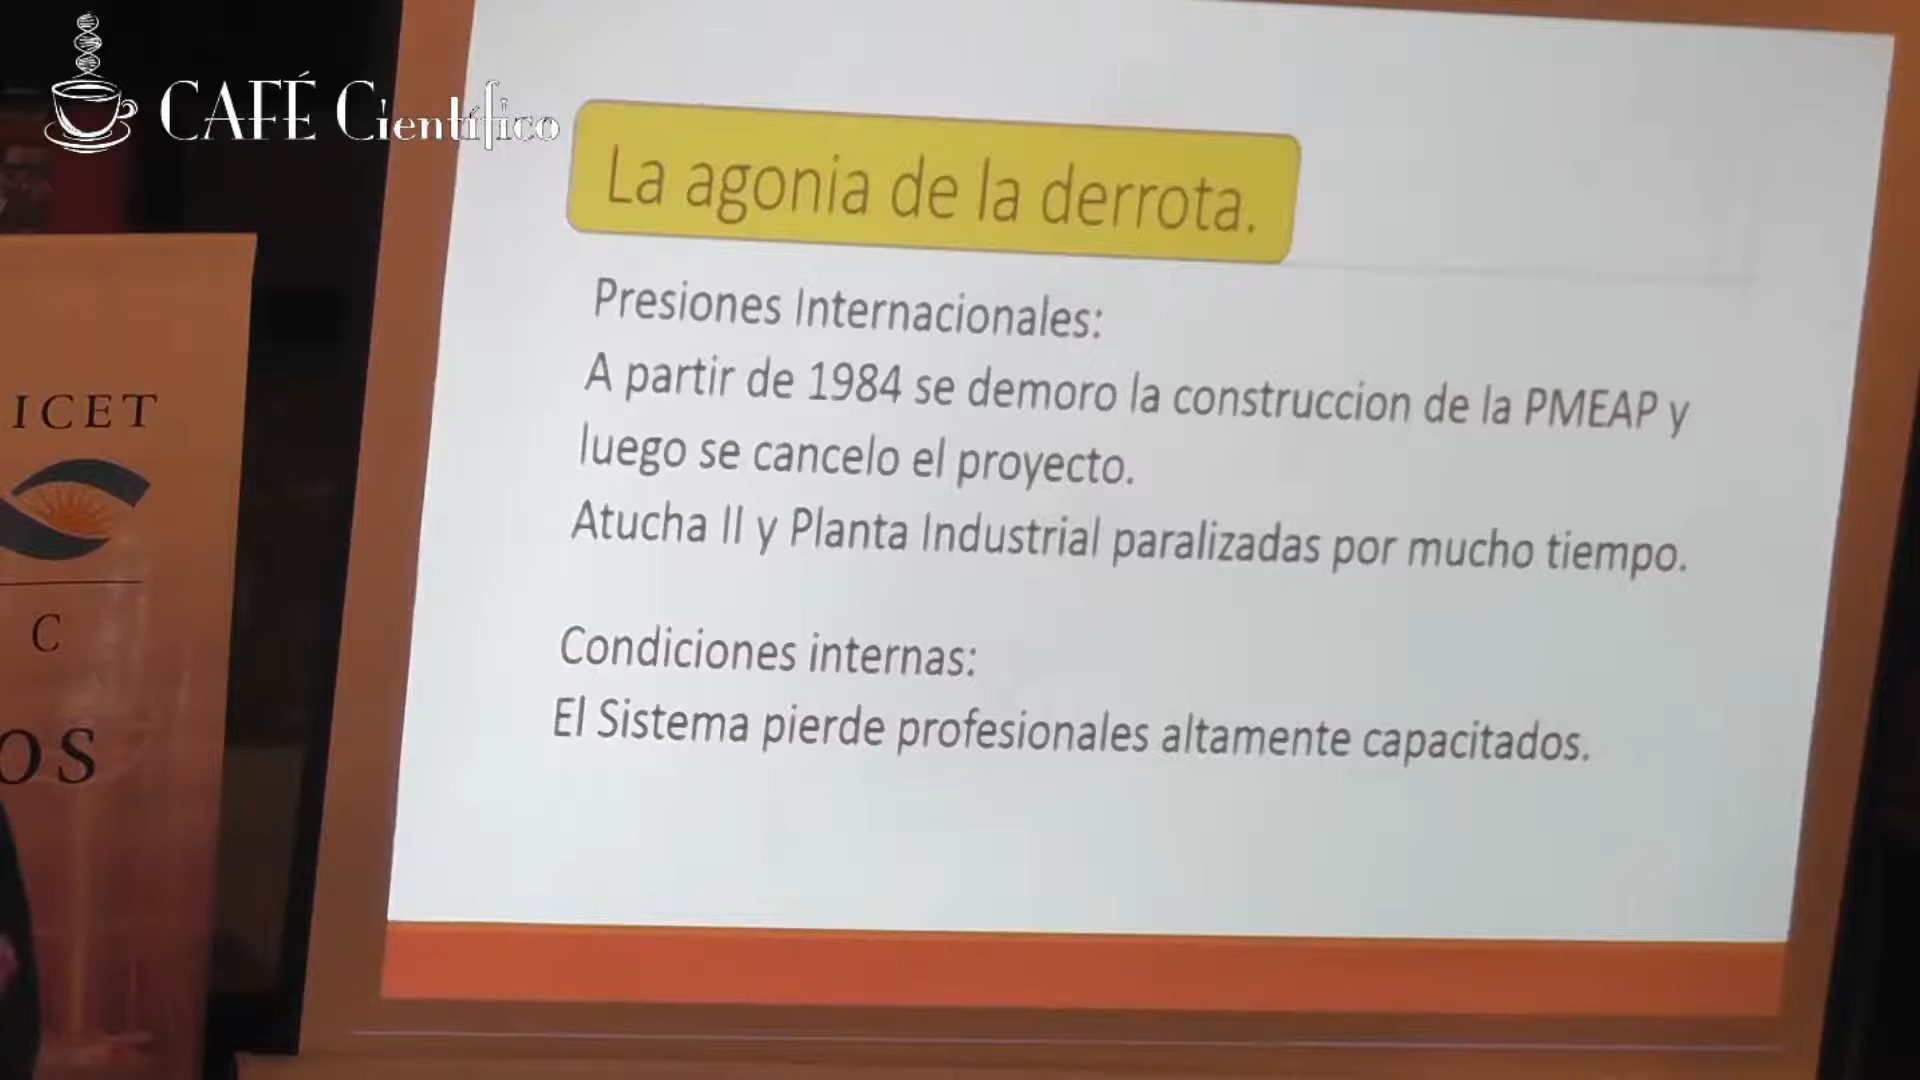 CAFÉ Científico
La agonia de la derrota.
Presiones Internacionales:
A partir de 1984 se demoro la construccion de la PMEAP y
luego se cancelo el proyecto.
Atucha II y Planta Industrial paralizadas por mucho tiempo.
Condiciones internas:
El Sistema pierde profesionales altamente capacitados.
ICET
C
OS